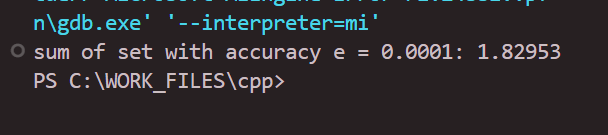 n\gdb.exe' '--interpreter=mi'
sum of set with accuracy e = 0.0001: 1.82953
PS C:\WORK_FILES\cpp>